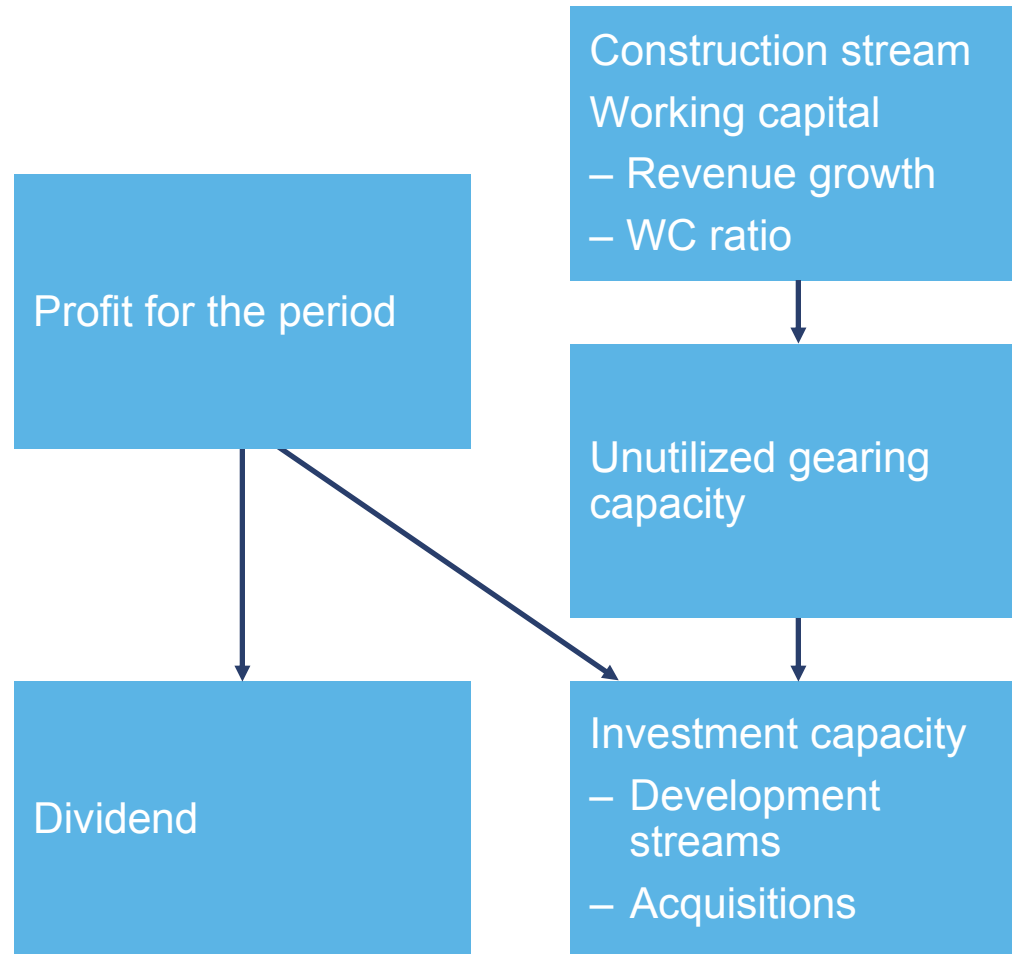 Construction stream
Working capital
– Revenue growth
– WC ratio
Profit for the period
Unutilized gearing
capacity
Dividend
Investment capacity
– Development
streams
– Acquisitions